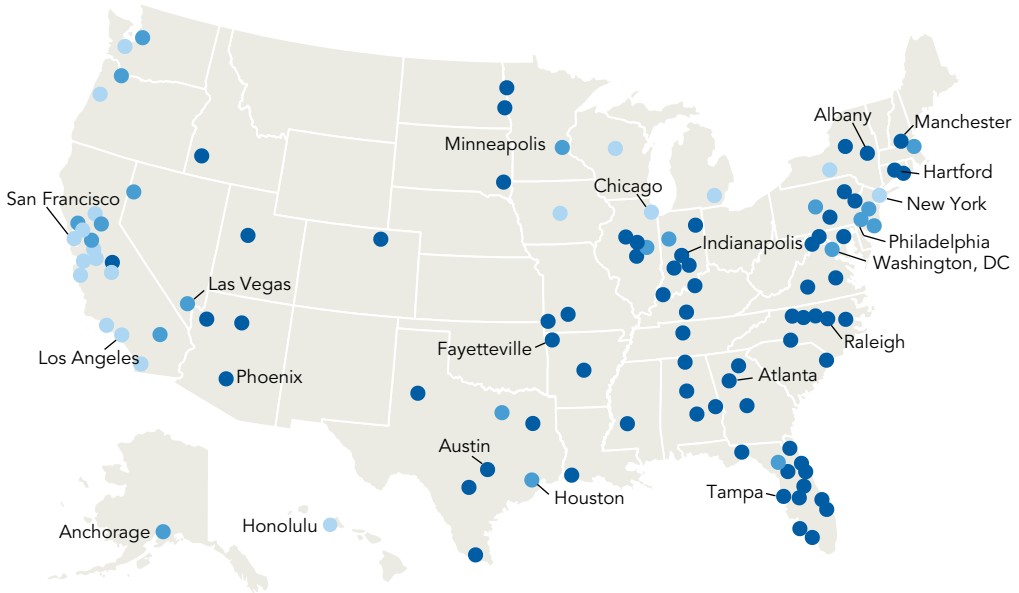 Albany
Manchester
Minneapolis
Hartford
Chicago
San Francisco
New York
Indianapolis
Philadelphia
Washington, DC
Las Vegas
Raleigh
Fayetteville
Los Angeles
Phoenix
Atlanta
Austin
Tampa
Houston
Honolulu
Anchorage